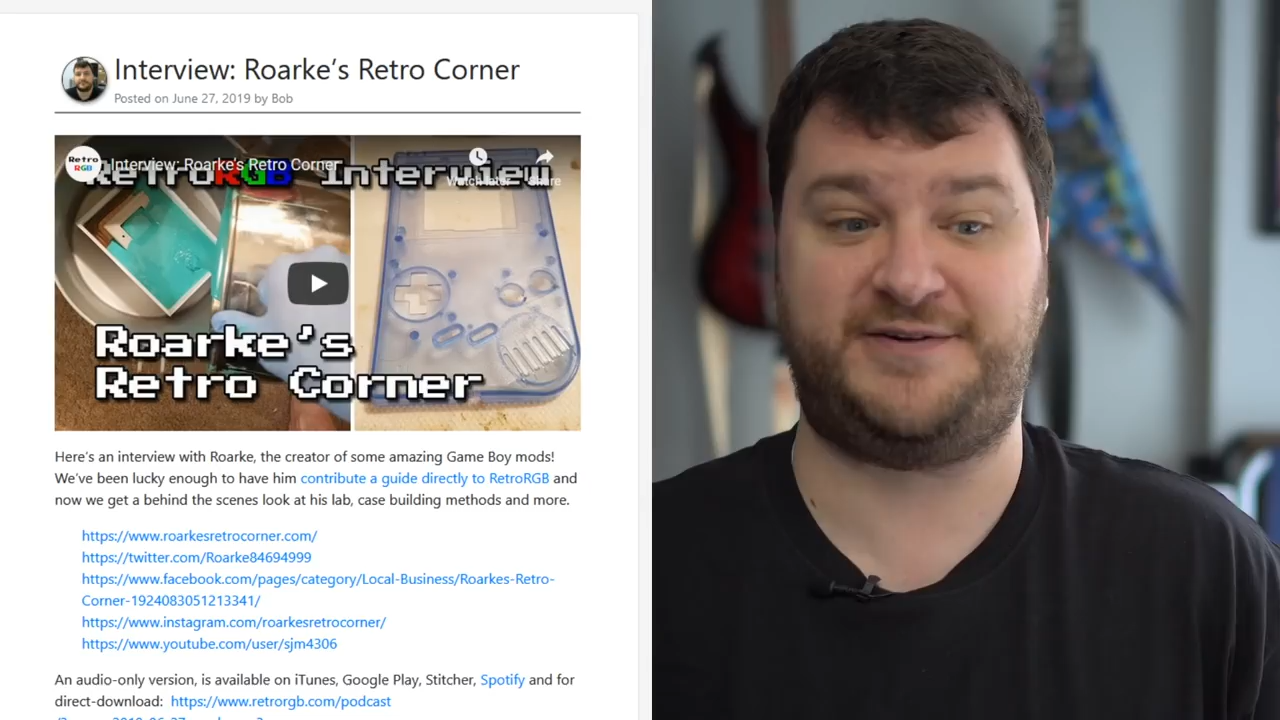 Interview: Roarke's Retro Corner
Posted on June 27, 2019 by Bob
Retro
RGB
Interview: Roarke's Retro Corner
RetroRGB Interview
Watch later
Share
Roarke's
Retro Corner
Here's an interview with Roarke, the creator of some amazing Game Boy mods!
We've been lucky enough to have him contribute a guide directly to RetroRGB and
now we get a behind the scenes look at his lab, case building methods and more.
https://www.roarkesretrocorner.com/
https://twitter.com/Roarke84694999
https://www.facebook.com/pages/category/Local-Business/Roarkes-Retro-
Corner-1924083051213341/
https://www.instagram.com/roarkesretrocorner/
https://www.youtube.com/user/sjm4306
An audio-only version, is available on iTunes, Google Play, Stitcher, Spotify and for
direct-download: https://www.retrorgb.com/podcast